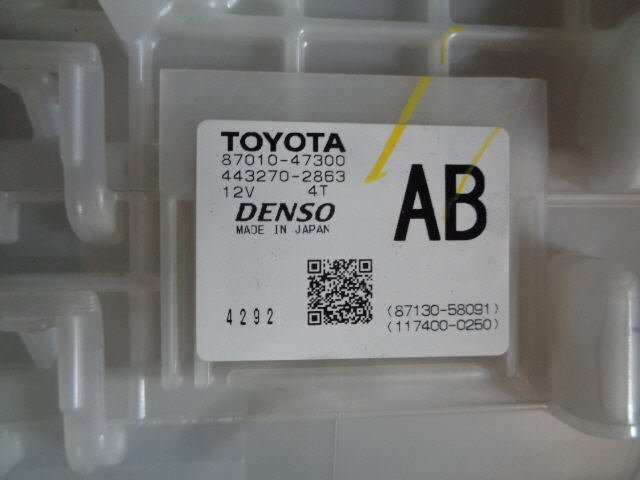 TOYOTA
87010-47300
443270-2863
12V 4T
AB
DENSO
MADE IN JAPAN
4292
(87130-58091)
(117400-0250)